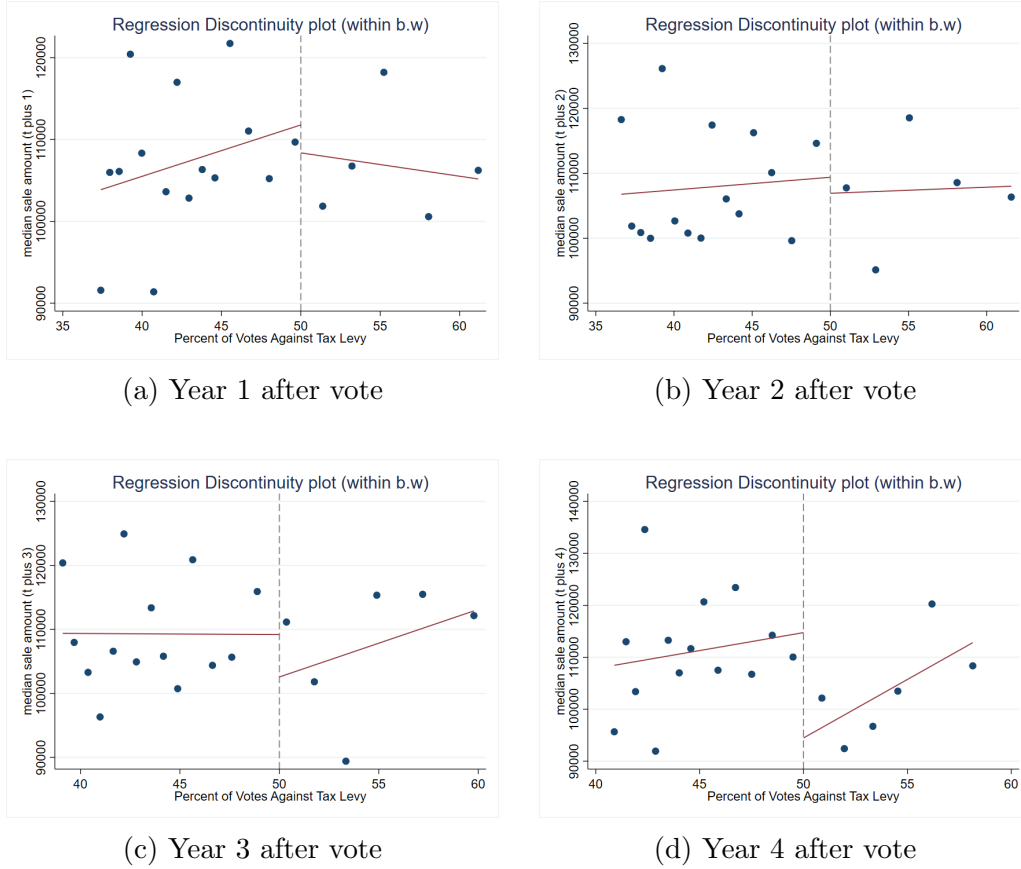 Regression Discontinuity plot (within b.w)
median sale amount (t plus 1)
120000
110000
100000
90000
35 40 45 50 55 60
Percent of Votes Against Tax Levy
(a) Year 1 after vote
Regression Discontinuity plot (within b.w)
median sale amount (t plus 2)
130000
120000
110000
100000
90000
35 40 45 50 55 60
Percent of Votes Against Tax Levy
(b) Year 2 after vote
Regression Discontinuity plot (within b.w)
median sale amount (t plus 3)
130000
120000
110000
100000
90000
40 45 50 55 60
Percent of Votes Against Tax Levy
(c) Year 3 after vote
Regression Discontinuity plot (within b.w)
median sale amount (t plus 4)
140000
130000
120000
110000
100000
90000
40 45 50 55 60
Percent of Votes Against Tax Levy
(d) Year 4 after vote